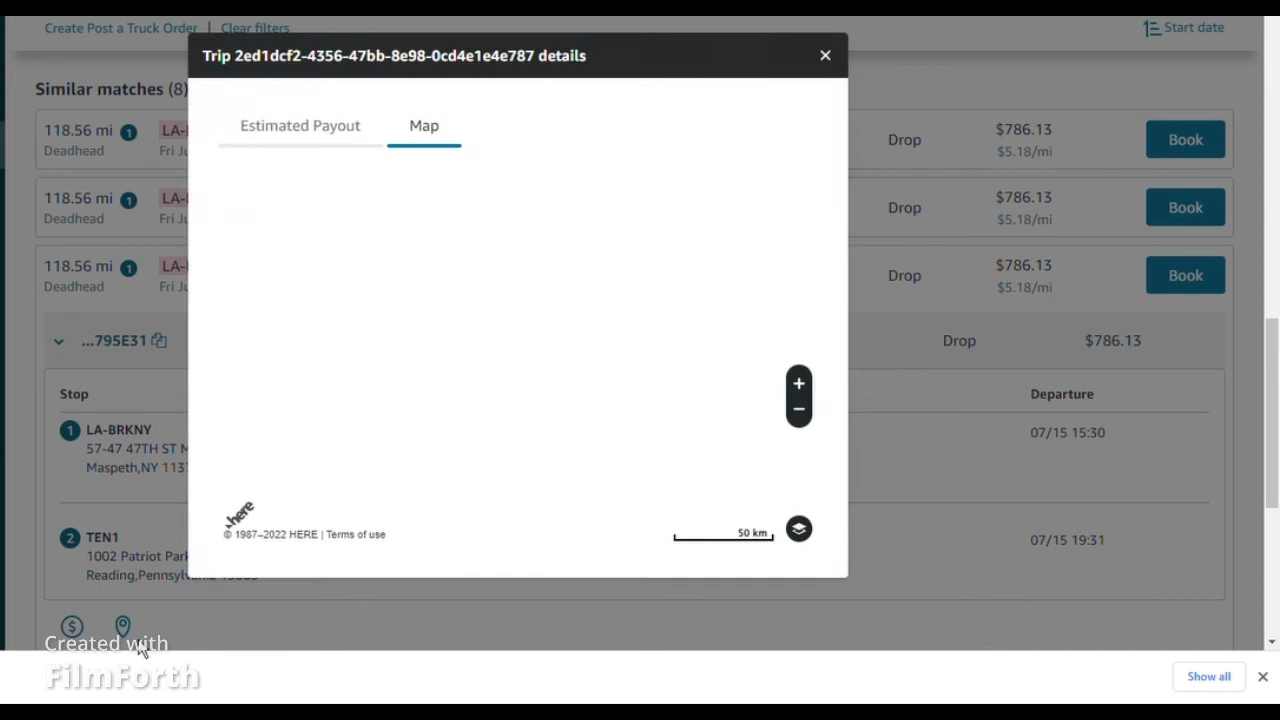 Create Post a Truck Order | Clear filters
Start date
Trip 2ed1dcf2-4356-47bb-8e98-0cd4e1e4e787 details
Similar matches (8)
Estimated Payout
Map
118.56 mi 1
Deadhead
Fri
Drop
$786.13
$5.18/mi
Book
118.56 mi 1
Deadhead
Fri
Drop
$786.13
$5.18/mi
Book
118.56 mi 1
Deadhead
Fri
Drop
$786.13
$5.18/mi
Book
...795E31
Drop
$786.13
Stop
Departure
1 LA-BRKNY
57-47 47TH ST
Maspeth,NY
07/15 15:30
2 TEN1
1002 Patriot
07/15 19:31
here
© 1987–2022 HERE | Terms of use
50 km
Created with
FilmForth
Show all